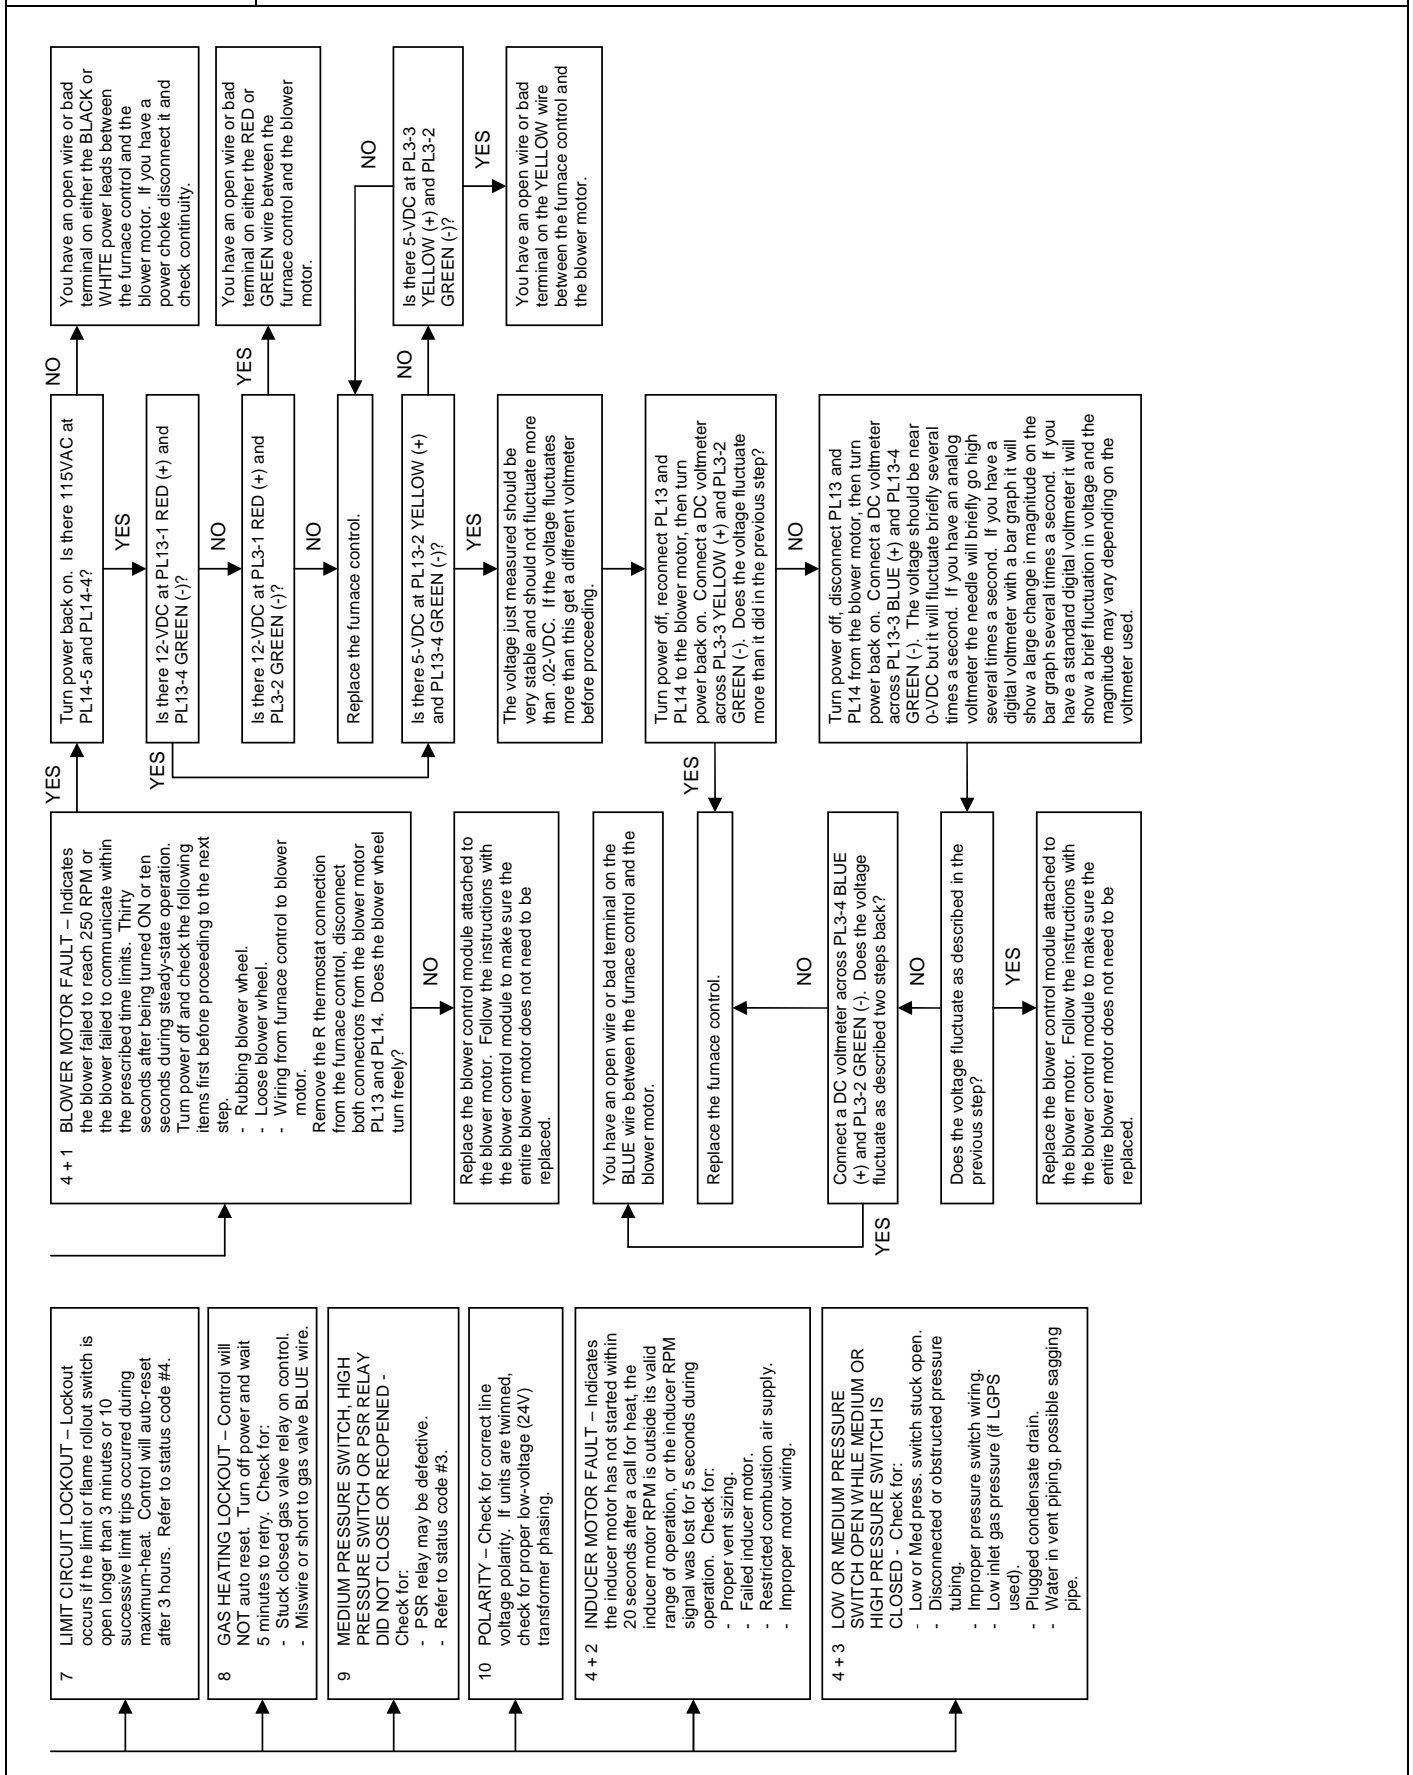 7 LIMIT CIRCUIT LOCKOUT – Lockout
occurs if the limit or flame rollout switch is
open longer than 3 minutes or 10
successive limit trips occurred during
maximum-heat. Control will auto-reset
after 3 hours. Refer to status code #4.
8 GAS HEATING LOCKOUT – Control will
NOT auto reset. Turn off power and wait
5 minutes to retry. Check for:
- Stuck closed gas valve relay on control.
- Miswire or short to gas valve BLUE wire.
9 MEDIUM PRESSURE SWITCH, HIGH
PRESSURE SWITCH OR PSR RELAY
DID NOT CLOSE OR REOPENED -
Check for:
- PSR relay may be defective.
- Refer to status code #3.
10 POLARITY – Check for correct line
voltage polarity. If units are twinned,
check for proper low-voltage (24V)
transformer phasing.
4 + 2 INDUCER MOTOR FAULT – Indicates
the inducer motor has not started within
20 seconds after a call for heat, the
inducer motor RPM is outside its valid
range of operation, or the inducer RPM
signal was lost for 5 seconds during
operation. Check for:
- Proper vent sizing.
- Failed inducer motor.
- Restricted combustion air supply.
- Improper motor wiring.
4 + 3 LOW OR MEDIUM PRESSURE
SWITCH OPEN WHILE MEDIUM OR
HIGH PRESSURE SWITCH IS
CLOSED - Check for:
- Low or Med press. switch stuck open.
- Disconnected or obstructed pressure
tubing.
- Improper pressure switch wiring.
- Low inlet gas pressure (if LGPS
used).
- Plugged condensate drain.
- Water in vent piping, possible sagging
pipe.
4 + 1 BLOWER MOTOR FAULT – Indicates
the blower failed to reach 250 RPM or
the blower failed to communicate within
the prescribed time limits. Thirty
seconds after being turned ON or ten
seconds during steady-state operation.
Turn power off and check the following
items first before proceeding to the next
step.
- Rubbing blower wheel.
- Loose blower wheel.
- Wiring from furnace control to blower
motor.
Remove the R thermostat connection
from the furnace control, disconnect
both connectors from the blower motor
PL13 and PL14. Does the blower wheel
turn freely?
YES
NO
Replace the blower control module attached to
the blower motor. Follow the instructions with
the blower control module to make sure the
entire blower motor does not need to be
replaced.
You have an open wire or bad terminal on the
BLUE wire between the furnace control and the
blower motor.
Replace the furnace control.
NO
YES
Connect a DC voltmeter across PL3-4 BLUE
(+) and PL3-2 GREEN (-). Does the voltage
fluctuate as described two steps back?
NO
Does the voltage fluctuate as described in the
previous step?
YES
Replace the blower control module attached to
the blower motor. Follow the instructions with
the blower control module to make sure the
entire blower motor does not need to be
replaced.
Turn power back on. Is there 115VAC at
PL14-5 and PL14-4?
NO
YES
Is there 12-VDC at PL13-1 RED (+) and
PL13-4 GREEN (-)?
YES
NO
Is there 12-VDC at PL3-1 RED (+) and
PL3-2 GREEN (-)?
YES
NO
Replace the furnace control.
Is there 5-VDC at PL13-2 YELLOW (+)
and PL13-4 GREEN (-)?
NO
YES
The voltage just measured should be
very stable and should not fluctuate more
than .02-VDC. If the voltage fluctuates
more than this get a different voltmeter
before proceeding.
Turn power off, reconnect PL13 and
PL14 to the blower motor, then turn
power back on. Connect a DC voltmeter
across PL3-3 YELLOW (+) and PL3-2
GREEN (-). Does the voltage fluctuate
more than it did in the previous step?
YES
NO
Turn power off, disconnect PL13 and
PL14 from the blower motor, then turn
power back on. Connect a DC voltmeter
across PL13-3 BLUE (+) and PL13-4
GREEN (-). The voltage should be near
0-VDC but it will fluctuate briefly several
times a second. If you have an analog
voltmeter the needle will briefly go high
several times a second. If you have a
digital voltmeter with a bar graph it will
show a large change in magnitude on the
bar graph several times a second. If you
have a standard digital voltmeter it will
show a brief fluctuation in voltage and the
magnitude may vary depending on the
voltmeter used.
You have an open wire or bad
terminal on either the BLACK or
WHITE power leads between
the furnace control and the
blower motor. If you have a
power choke disconnect it and
check continuity.
You have an open wire or bad
terminal on either the RED or
GREEN wire between the
furnace control and the blower
motor.
NO
Is there 5-VDC at PL3-3
YELLOW (+) and PL3-2
GREEN (-)?
YES
You have an open wire or bad
terminal on the YELLOW wire
between the furnace control and
the blower motor.